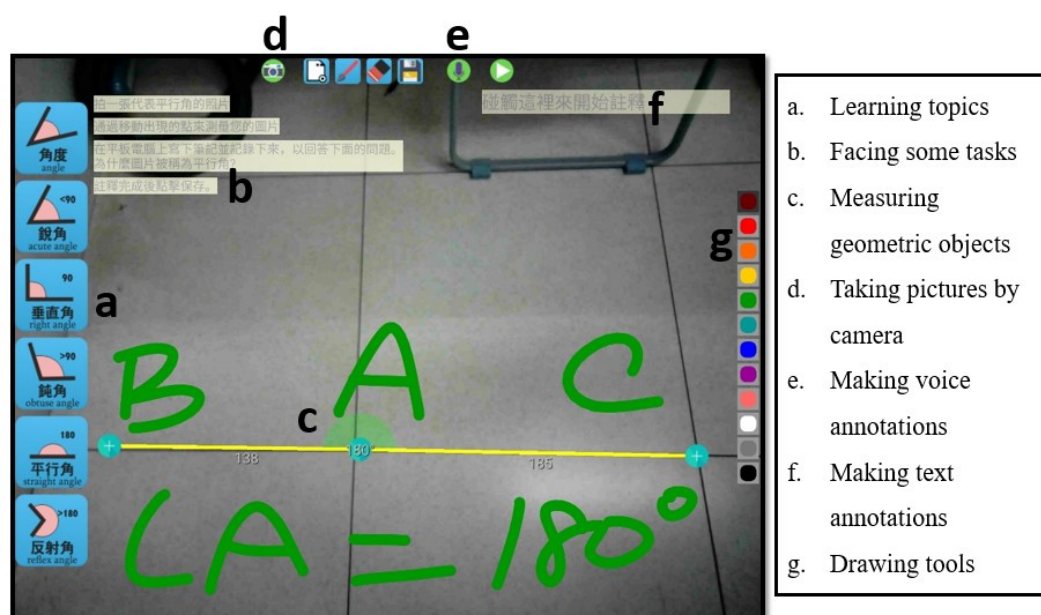 d
e
拍一張代表平行角的照片
通過移動出現的點來測量您的圖片
在平板電腦上寫下筆記並記錄下來，以回答下面的問題。
為什麼圖片被稱為平行角?
註釋完成後點擊保存。
b
碰觸這裡來開始註釋
f
角度
angle
<90
銳角
acute angle
90
垂直角
right angle
a
>90
鈍角
obtuse angle
180
平行角
straight angle
>180
反射角
reflex angle
g
B A C
c
180°
138
185
∠A = 180°
a. Learning topics
b. Facing some tasks
c. Measuring
geometric objects
d. Taking pictures by
camera
e. Making voice
annotations
f. Making text
annotations
g. Drawing tools